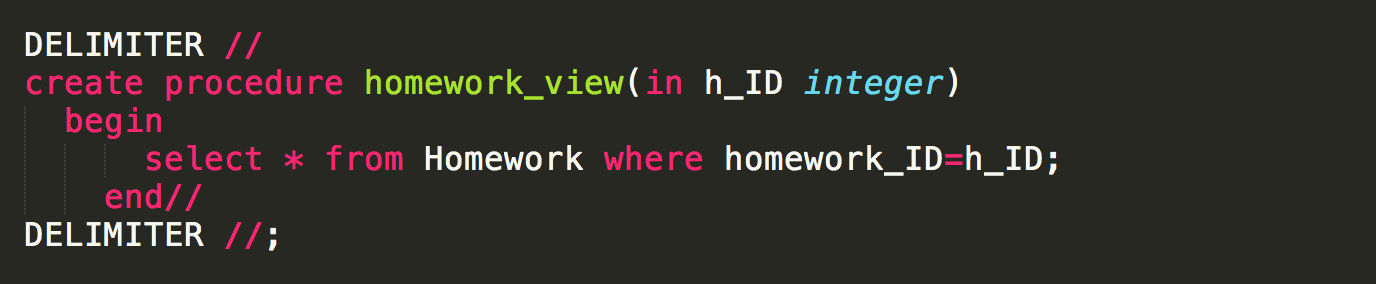 DELIMITER //
create procedure homework_view(in h_ID integer)
begin
select * from Homework where homework_ID=h_ID;
end//
DELIMITER //;